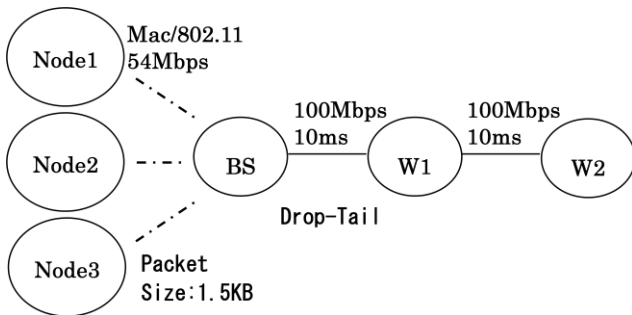 Node1
Mac/802.11
54Mbps
Node2
BS
100Mbps
10ms
W1
100Mbps
10ms
W2
Drop-Tail
Node3
Packet
Size:1.5KB